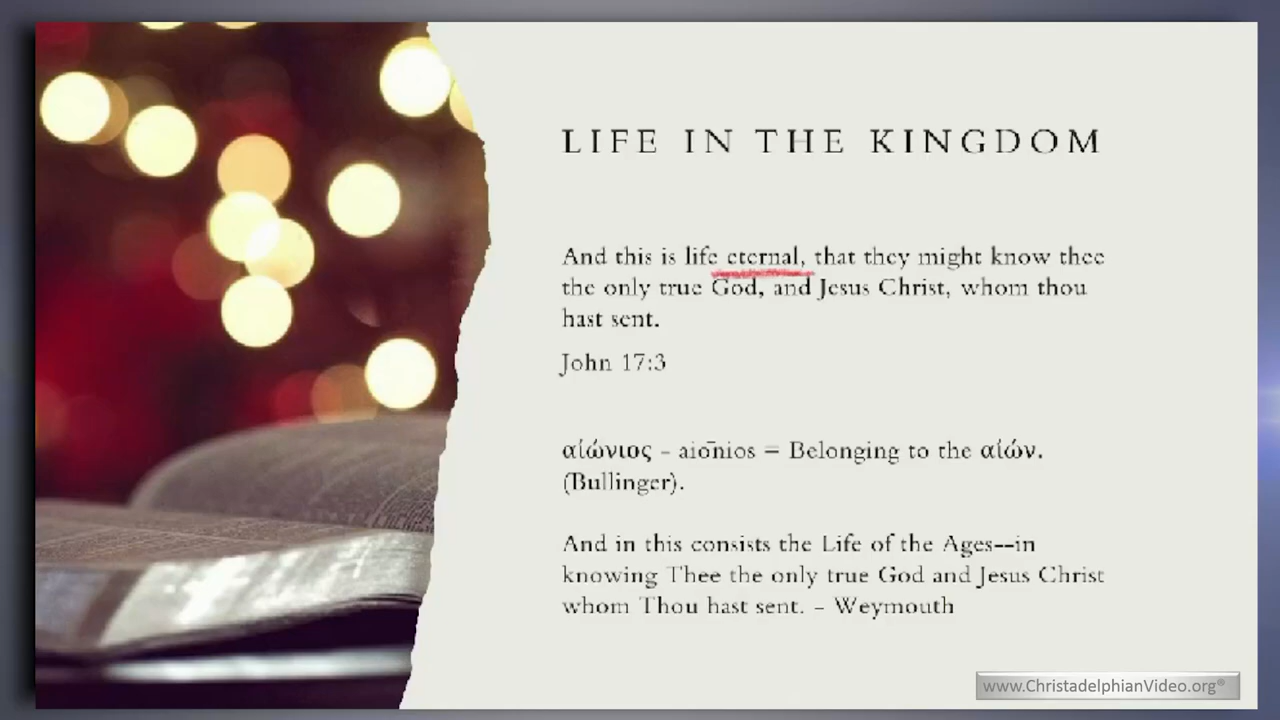 LIFE IN THE KINGDOM
And this is life eternal, that they might know thee
the only true God, and Jesus Christ, whom thou
hast sent.
John 17:3
αἰώνιος - aiōnios = Belonging to the αἰών.
(Bullinger).
And in this consists the Life of the Ages--in
knowing Thee the only true God and Jesus Christ
whom Thou hast sent. - Weymouth
www.ChristadelphianVideo.org®